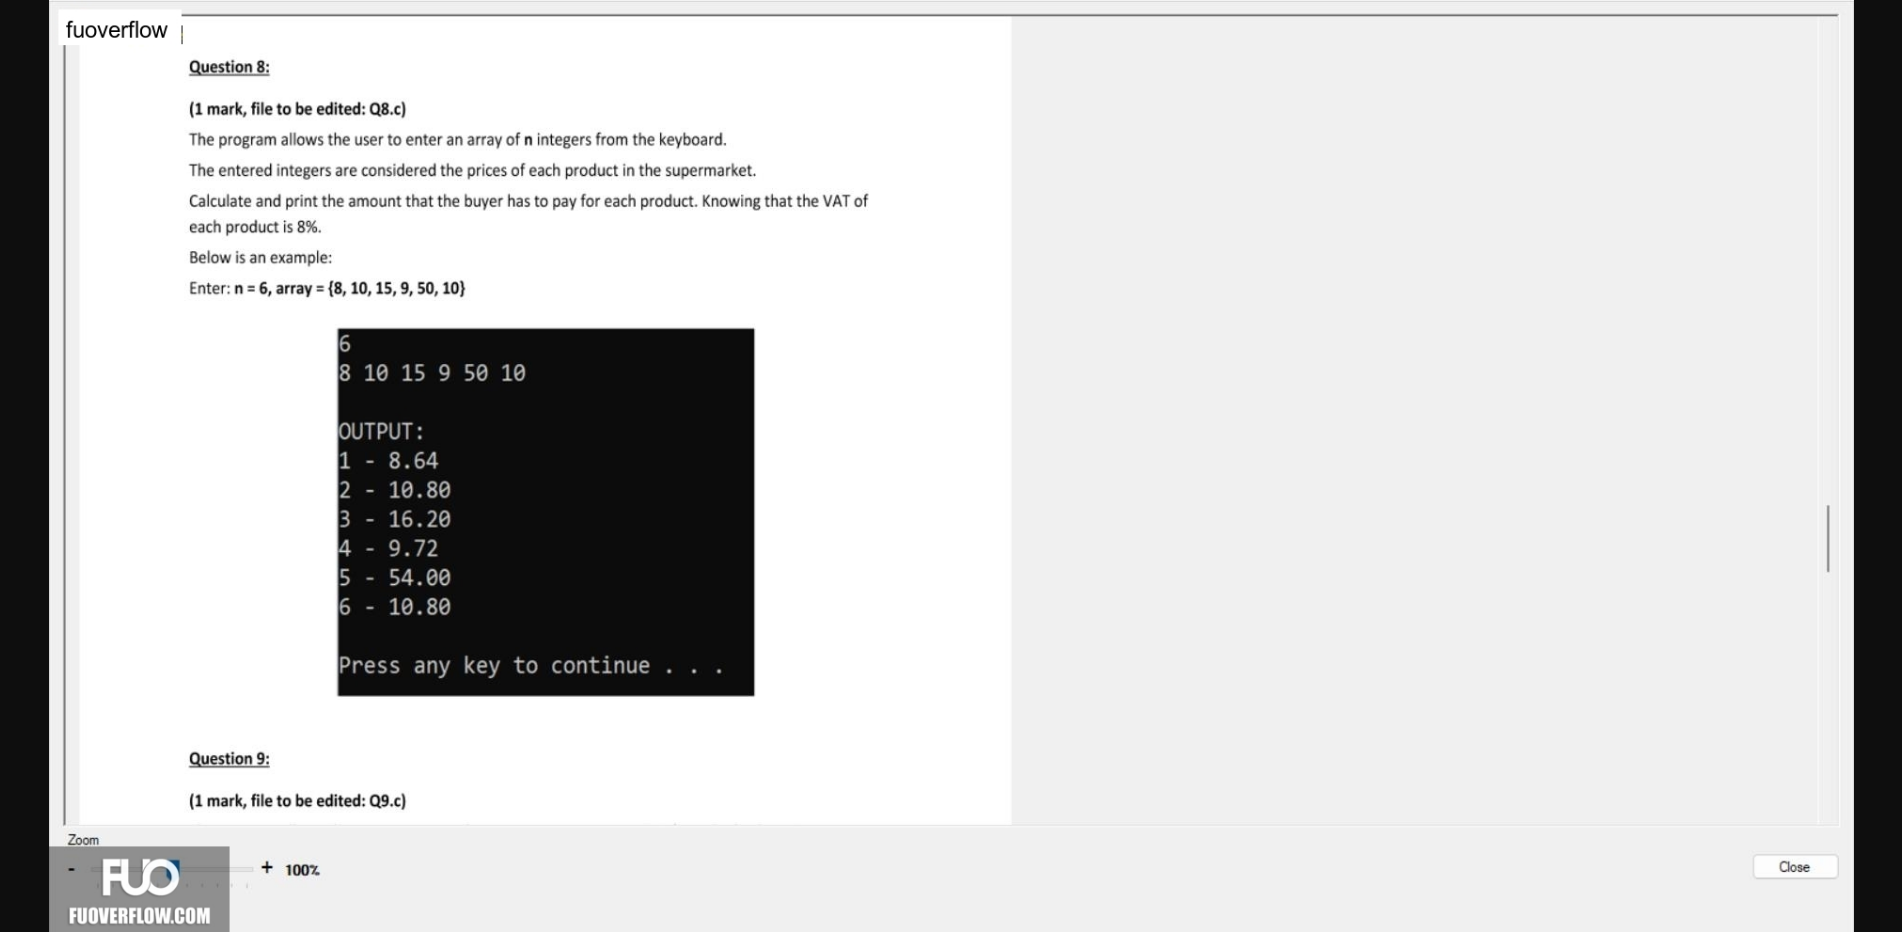 fuoverflow
Question 8:
(1 mark, file to be edited: Q8.c)
The program allows the user to enter an array of n integers from the keyboard.
The entered integers are considered the prices of each product in the supermarket.
Calculate and print the amount that the buyer has to pay for each product. Knowing that the VAT of
each product is 8%.
Below is an example:
Enter: n = 6, array = {8, 10, 15, 9, 50, 10}
6
8 10 15 9 50 10
OUTPUT:
1 - 8.64
2 - 10.80
3 - 16.20
4 - 9.72
5 - 54.00
6 - 10.80
Press any key to continue . . .
Question 9:
(1 mark, file to be edited: Q9.c)
Zoom
- + 100%
Close
FUO
FUOVERFLOW.COM